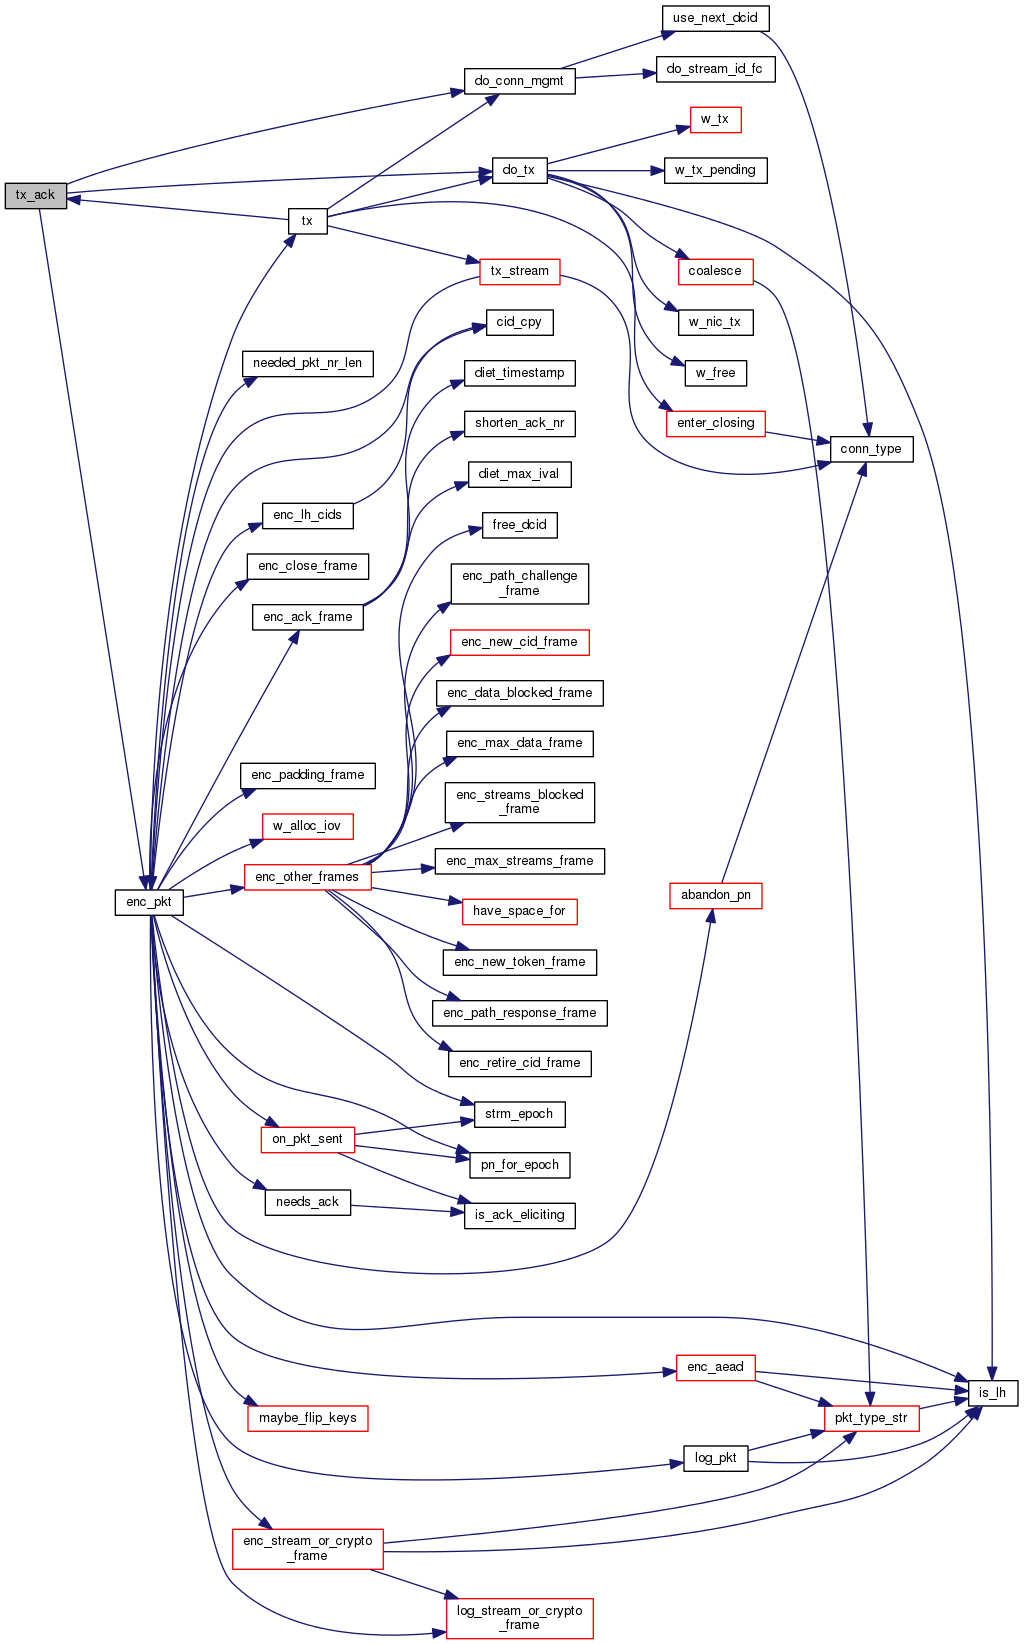 use_next_dcid
do_stream_id_fc
do_conn_mgmt
w_tx
w_tx_pending
do_tx
tx_ack
tx
tx_stream
coalesce
cid_cpy
w_nic_tx
needed_pkt_nr_len
diet_timestamp
w_free
shorten_ack_nr
enter_closing
conn_type
diet_max_ival
enc_lh_cids
free_dcid
enc_close_frame
enc_path_challenge
_frame
enc_ack_frame
enc_new_cid_frame
enc_data_blocked_frame
enc_max_data_frame
enc_padding_frame
enc_streams_blocked
_frame
w_alloc_iov
enc_max_streams_frame
enc_other_frames
abandon_pn
enc_pkt
have_space_for
enc_new_token_frame
enc_path_response_frame
enc_retire_cid_frame
strm_epoch
on_pkt_sent
pn_for_epoch
needs_ack
is_ack_eliciting
enc_aead
is_lh
maybe_flip_keys
pkt_type_str
log_pkt
enc_stream_or_crypto
_frame
log_stream_or_crypto
_frame